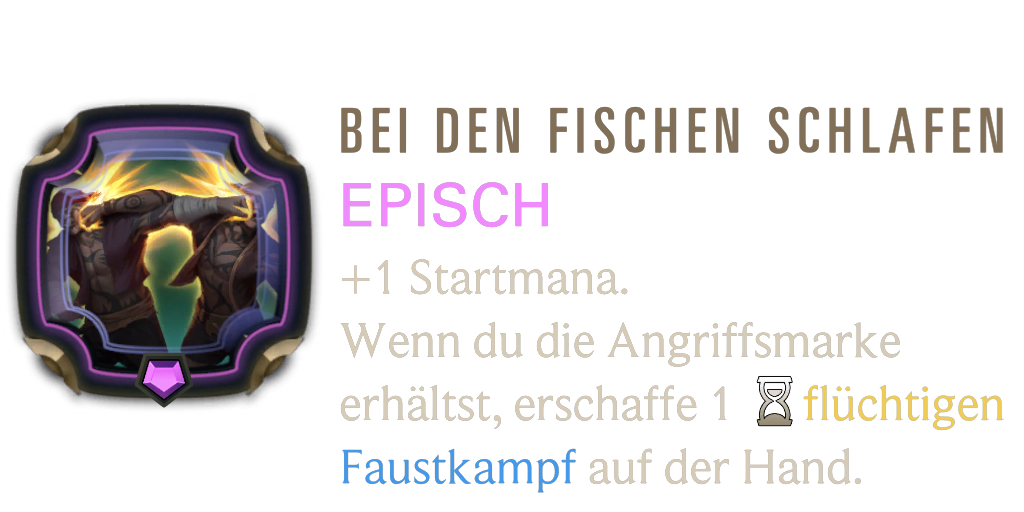 BEI DEN FISCHEN SCHLAFEN
EPISCH
+1 Startmana.
Wenn du die Angriffsmarke
erhältst, erschaffe 1 flüchtigen
Faustkampf auf der Hand.